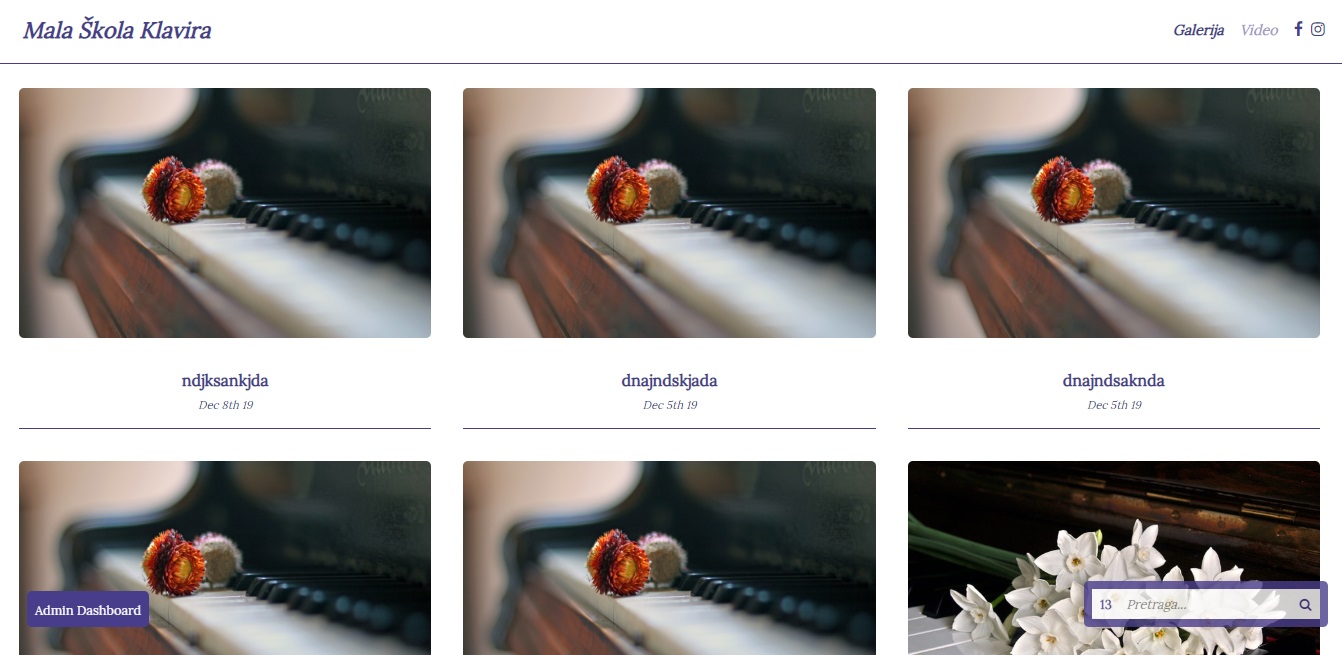 Mala Škola Klavira
Galerija Video
ndjksankjda
Dec 8th 19
dnajndskjada
Dec 5th 19
dnajndsaknda
Dec 5th 19
Admin Dashboard
13 Pretraga...